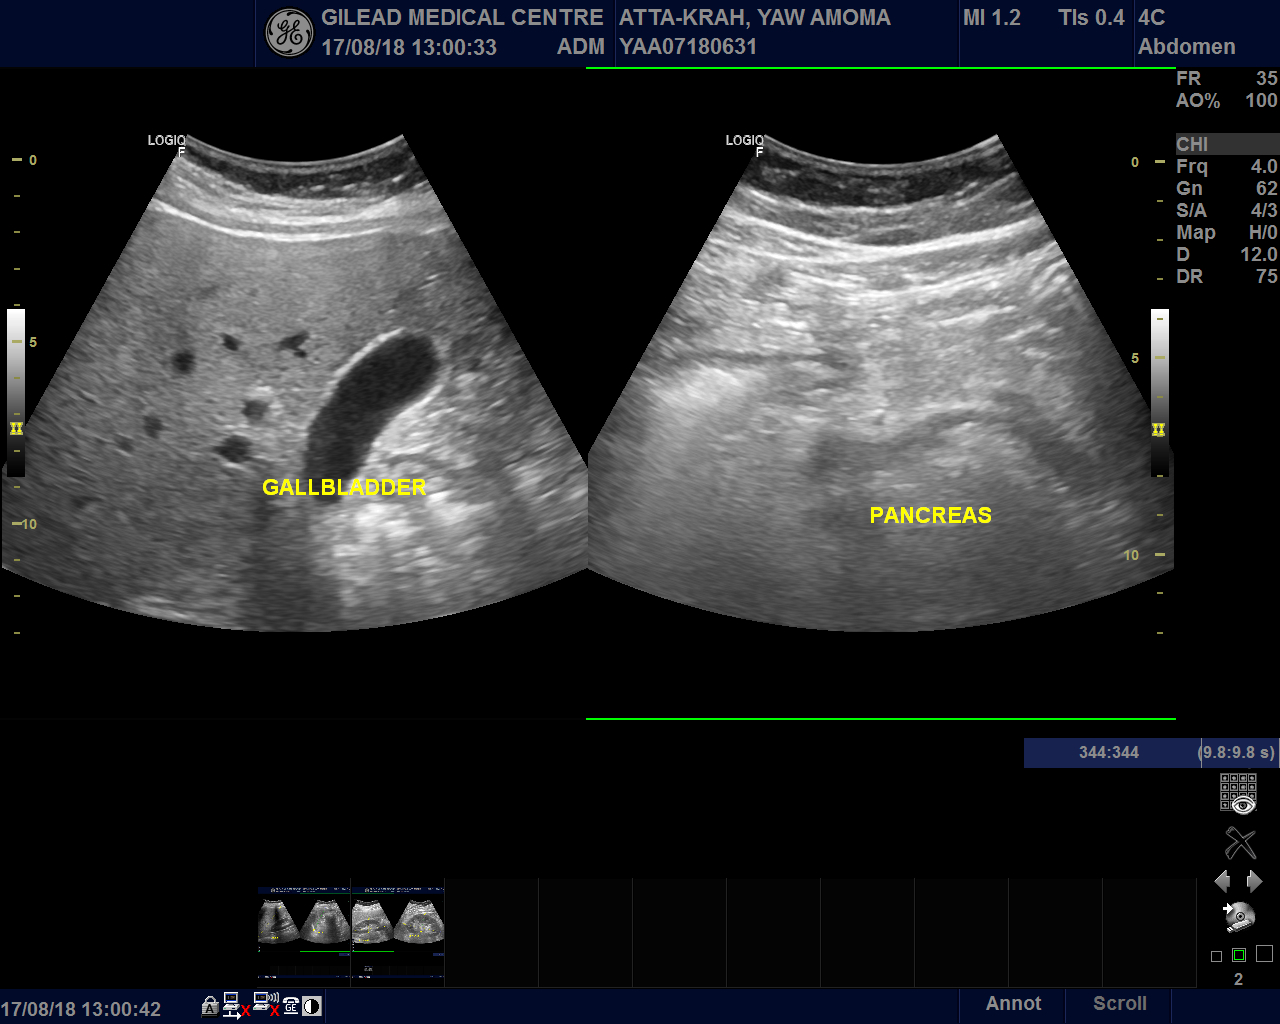 GILEAD MEDICAL CENTRE
17/08/18 13:00:33 ADM
ATTA-KRAH, YAW AMOMA
YAA07180631
MI 1.2 TIs 0.4
4C
Abdomen
FR 35
AO% 100
CHI
Frq 4.0
Gn 62
S/A 4/3
Map H/0
D 12.0
DR 75
LOGIQ
F
0
5
10
GALLBLADDER
LOGIQ
F
0
5
10
PANCREAS
344:344 (9.8:9.8 s)
2
17/08/18 13:00:42
Annot
Scroll